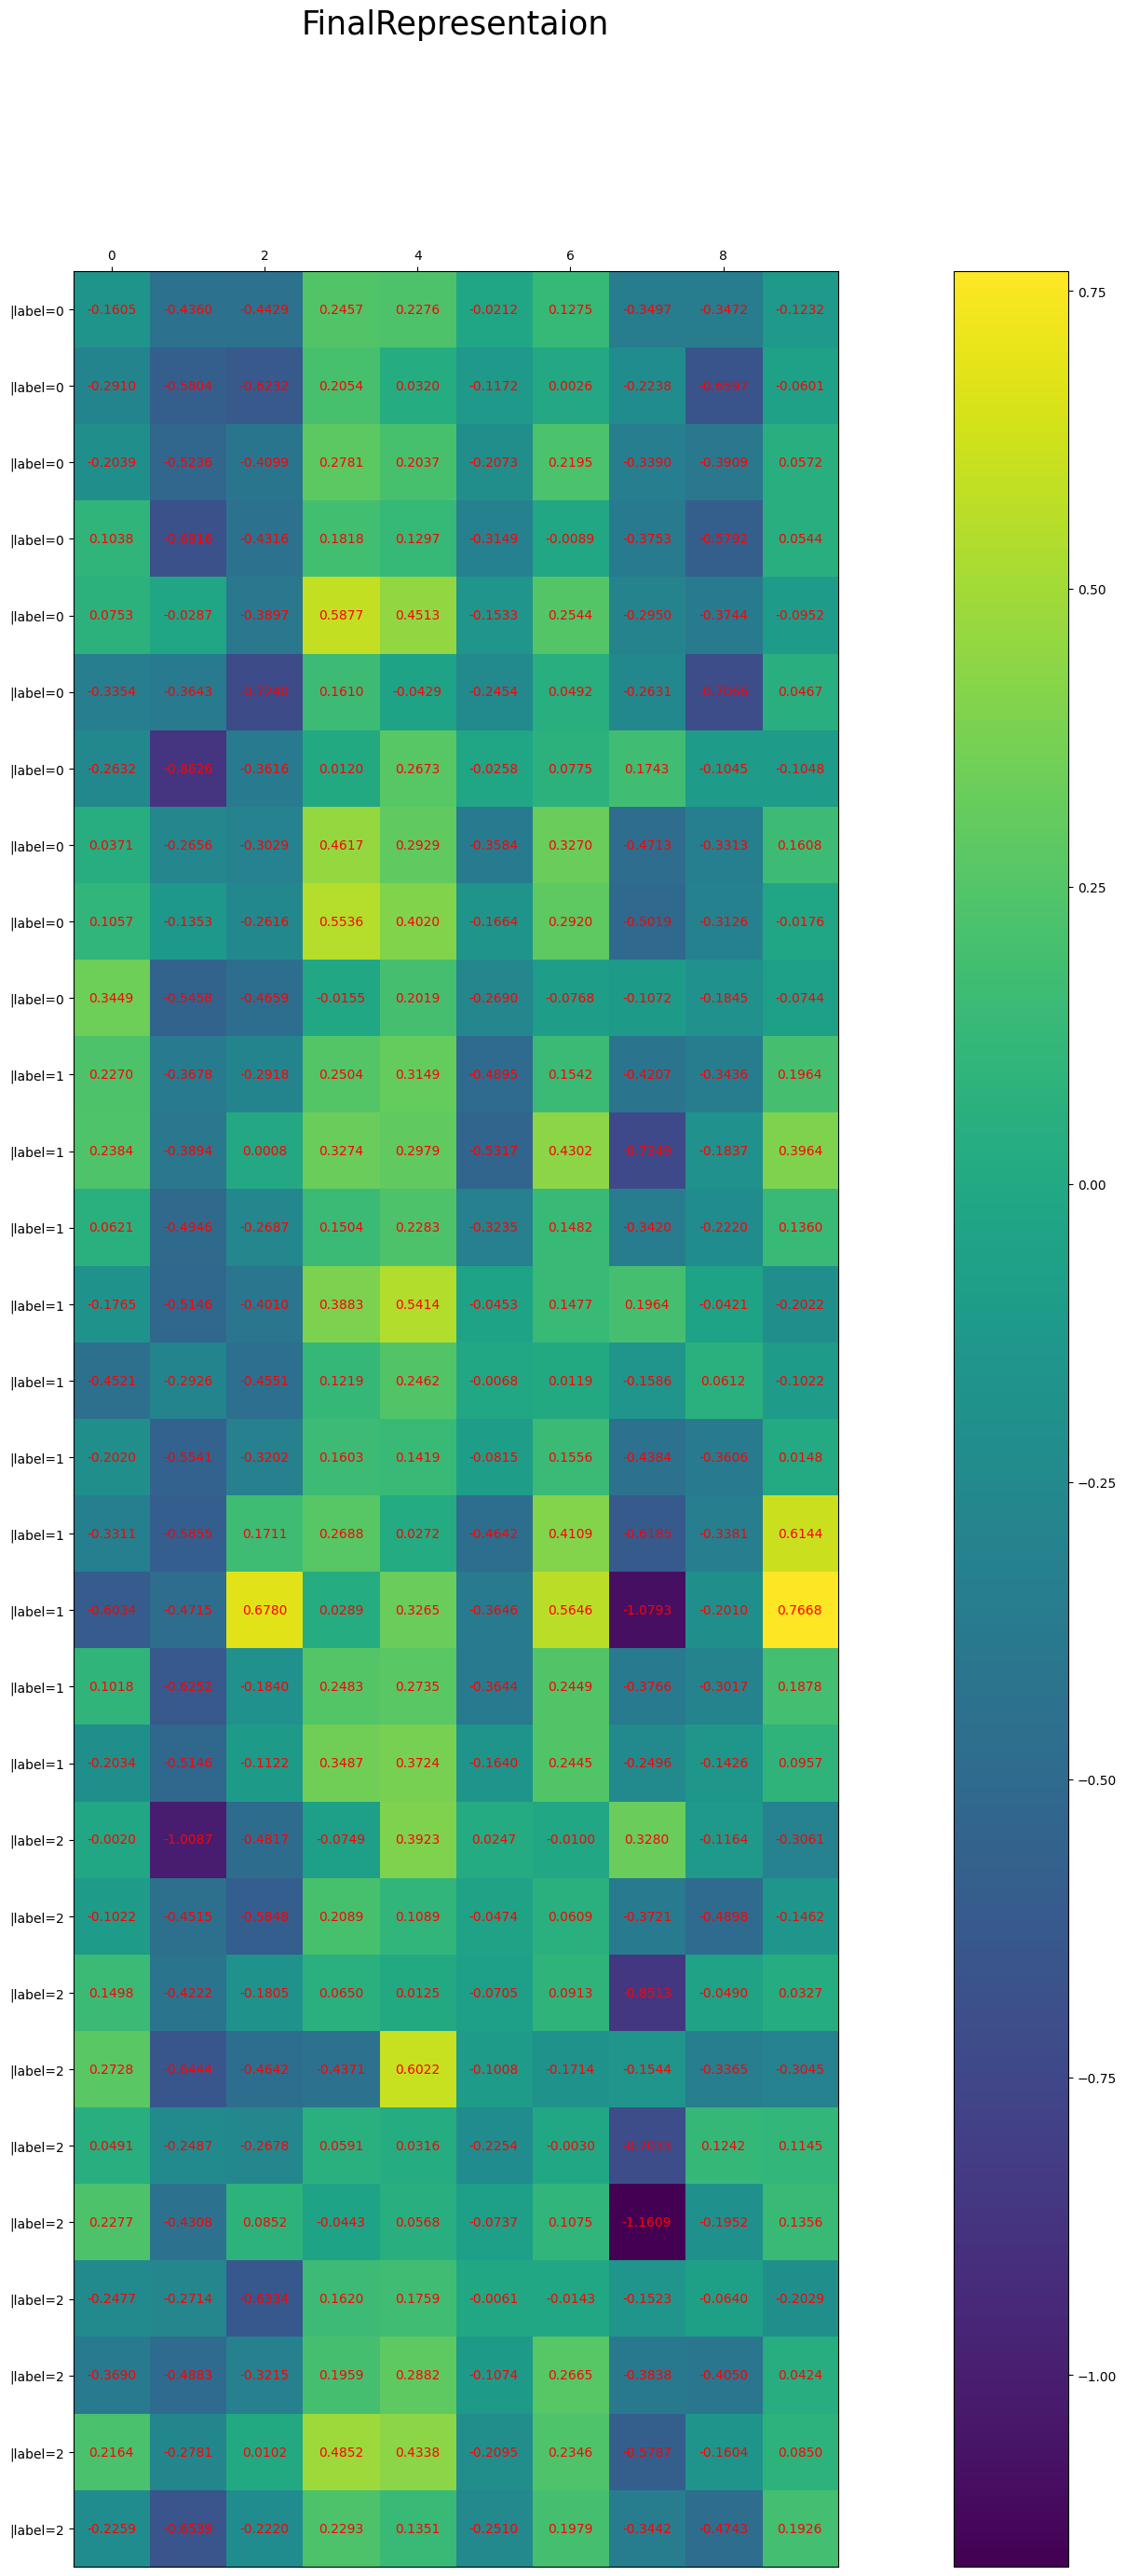 FinalRepresentaion
0 2 4 6 8
|label=0 -0.1605 -0.4360 -0.4429 0.2457 0.2276 -0.0212 0.1275 -0.3497 -0.3472 -0.1232
|label=0 -0.2910 -0.5804 -0.6232 0.2054 0.0320 -0.1172 0.0026 -0.2238 -0.0601
|label=0 -0.2039 -0.5236 -0.4099 0.2781 0.2037 -0.2073 0.2195 -0.3390 -0.3909 0.0572
|label=0 0.1038 -0.4316 0.1818 0.1297 -0.3149 -0.0089 -0.3753 -0.5792 0.0544
|label=0 0.0753 -0.0287 -0.3897 0.5877 0.4513 -0.1533 0.2544 -0.2950 -0.3744 -0.0952
|label=0 -0.3354 -0.3643 0.1610 -0.0429 -0.2454 0.0492 -0.2631 0.0467
|label=0 -0.2632 -0.8626 -0.3616 0.0120 0.2673 -0.0258 0.0775 0.1743 -0.1045 -0.1048
|label=0 0.0371 -0.2656 -0.3029 0.4617 0.2929 -0.3584 0.3270 -0.4713 -0.3313 0.1608
|label=0 0.1057 -0.1353 -0.2616 0.5536 0.4020 -0.1664 0.2920 -0.5019 -0.3126 -0.0176
|label=0 0.3449 -0.5458 -0.4659 -0.0155 0.2019 -0.2690 -0.0768 -0.1072 -0.1845 -0.0744
|label=1 0.2270 -0.3678 -0.2918 0.2504 0.3149 -0.4895 0.1542 -0.4207 -0.3436 0.1964
|label=1 0.2384 -0.3894 0.0008 0.3274 0.2979 -0.5317 0.4302 -0.1837 0.3964
|label=1 0.0621 -0.4946 -0.2687 0.1504 0.2283 -0.3235 0.1482 -0.3420 -0.2220 0.1360
|label=1 -0.1765 -0.5146 -0.4010 0.3883 0.5414 -0.0453 0.1477 0.1964 -0.0421 -0.2022
|label=1 -0.4521 -0.2926 -0.4551 0.1219 0.2462 -0.0068 0.0119 -0.1586 0.0612 -0.1022
|label=1 -0.2020 -0.5541 -0.3202 0.1603 0.1419 -0.0815 0.1556 -0.4384 -0.3606 0.0148
|label=1 -0.3311 -0.5855 0.1711 0.2688 0.0272 -0.4642 0.4109 -0.3381 0.6144
|label=1 -0.6034 -0.4715 0.6780 0.0289 0.3265 -0.3646 0.5646 -1.0793 -0.2010 0.7668
|label=1 0.1018 -0.6252 -0.1840 0.2483 0.2735 -0.3644 0.2449 -0.3766 -0.3017 0.1878
|label=1 -0.2034 -0.5146 -0.1122 0.3487 0.3724 -0.1640 0.2445 -0.2496 -0.1426 0.0957
|label=2 -0.0020 -1.0087 -0.4817 -0.0749 0.3923 0.0247 -0.0100 0.3280 -0.1164 -0.3061
|label=2 -0.1022 -0.4515 -0.5848 0.2089 0.1089 -0.0474 0.0609 -0.3721 -0.4898 -0.1462
|label=2 0.1498 -0.4222 -0.1805 0.0650 0.0125 -0.0705 0.0913 -0.8513 -0.0490 0.0327
|label=2 0.2728 -0.6444 -0.4642 -0.4371 0.6022 -0.1008 -0.1714 -0.1544 -0.3365 -0.3045
|label=2 0.0491 -0.2487 -0.2678 0.0591 0.0316 -0.2254 -0.0030 0.1242 0.1145
|label=2 0.2277 -0.4308 0.0852 -0.0443 0.0568 -0.0737 0.1075 -1.1609 -0.1952 0.1356
|label=2 -0.2477 -0.2714 0.1620 0.1759 -0.0061 -0.0143 -0.1523 -0.0640 -0.2029
|label=2 -0.3690 -0.4883 -0.3215 0.1959 0.2882 -0.1074 0.2665 -0.3838 -0.4050 0.0424
|label=2 0.2164 -0.2781 0.0102 0.4852 0.4338 -0.2095 0.2346 -0.5787 -0.1604 0.0850
|label=2 -0.2259 -0.2220 0.2293 0.1351 -0.2510 0.1979 -0.3442 -0.4743 0.1926
0.75
0.50
0.25
0.00
−0.25
−0.50
−0.75
−1.00